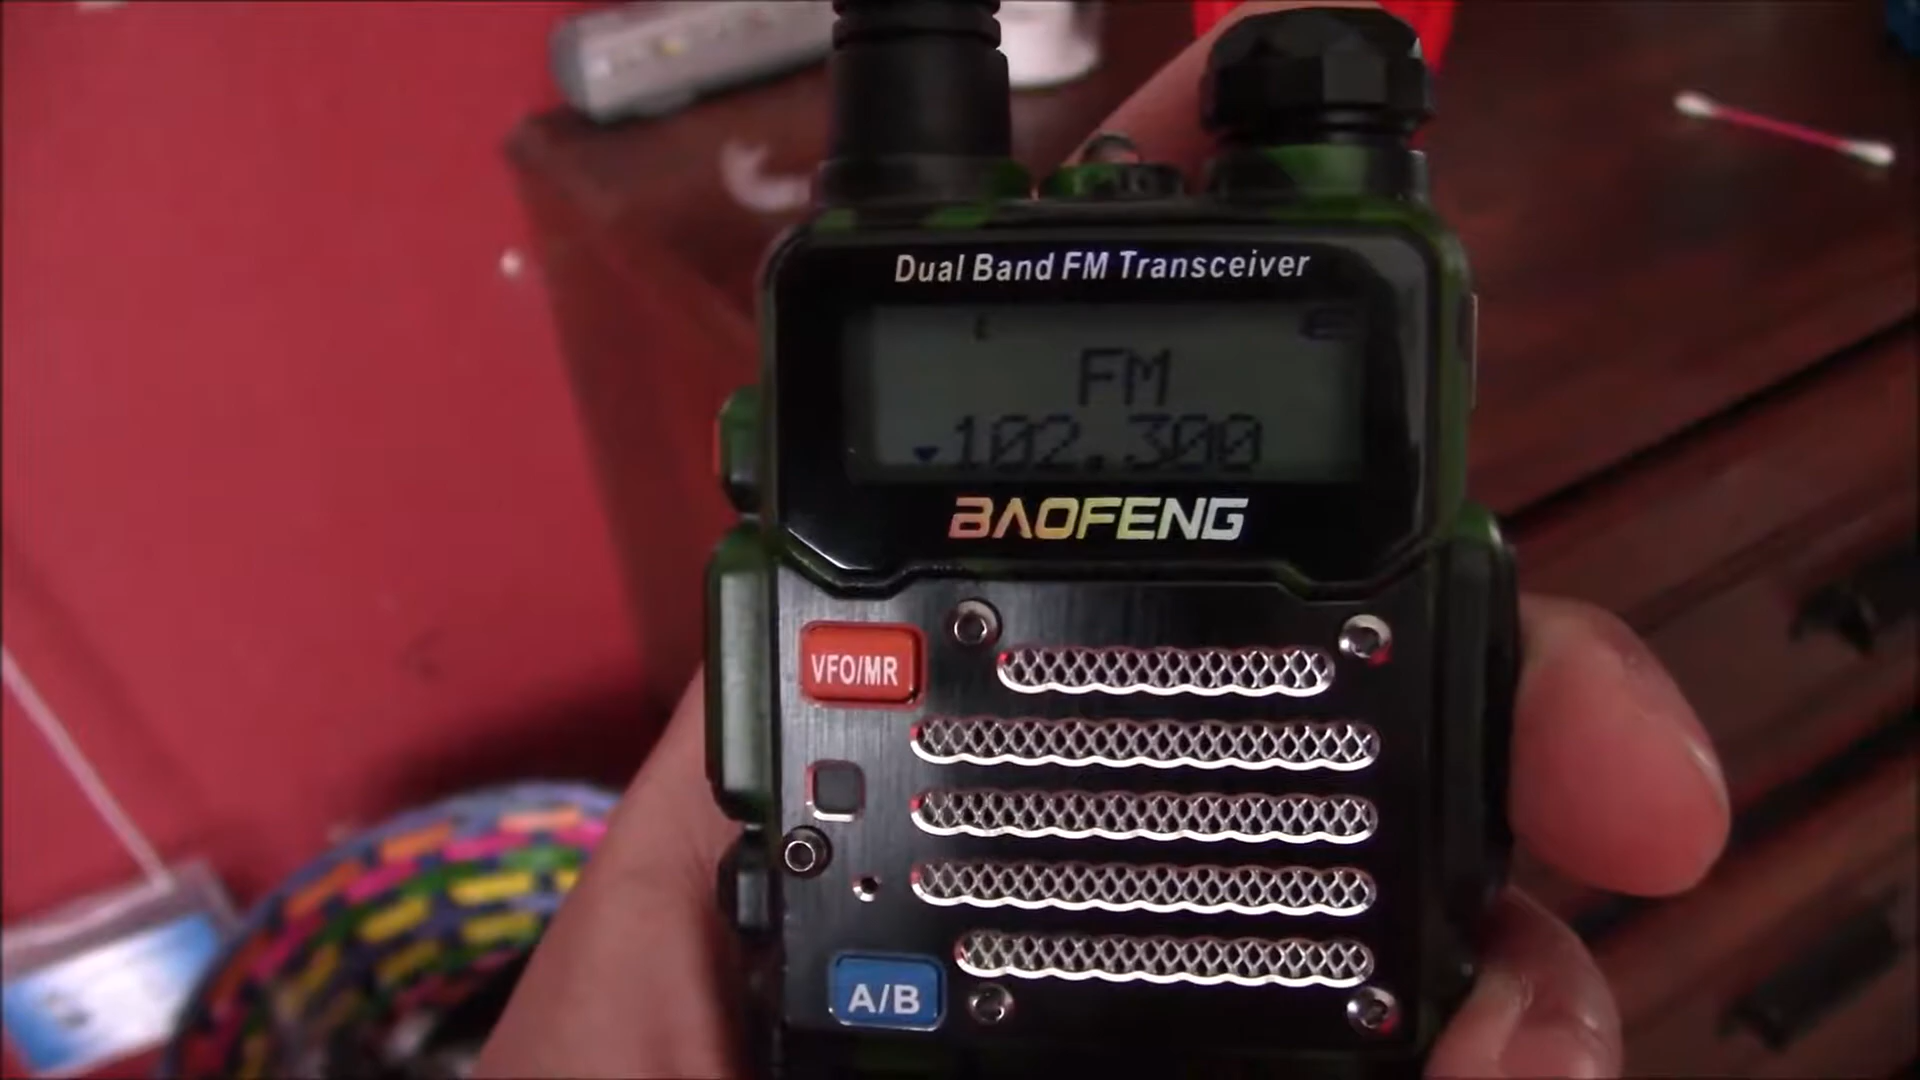 Dual Band FM Transceiver
FM
102.300
BAOFENG
VFO/MR
A/B